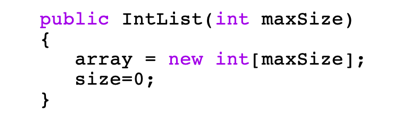 public IntList(int maxSize)
{
   array = new int[maxSize];
   size=0;
}